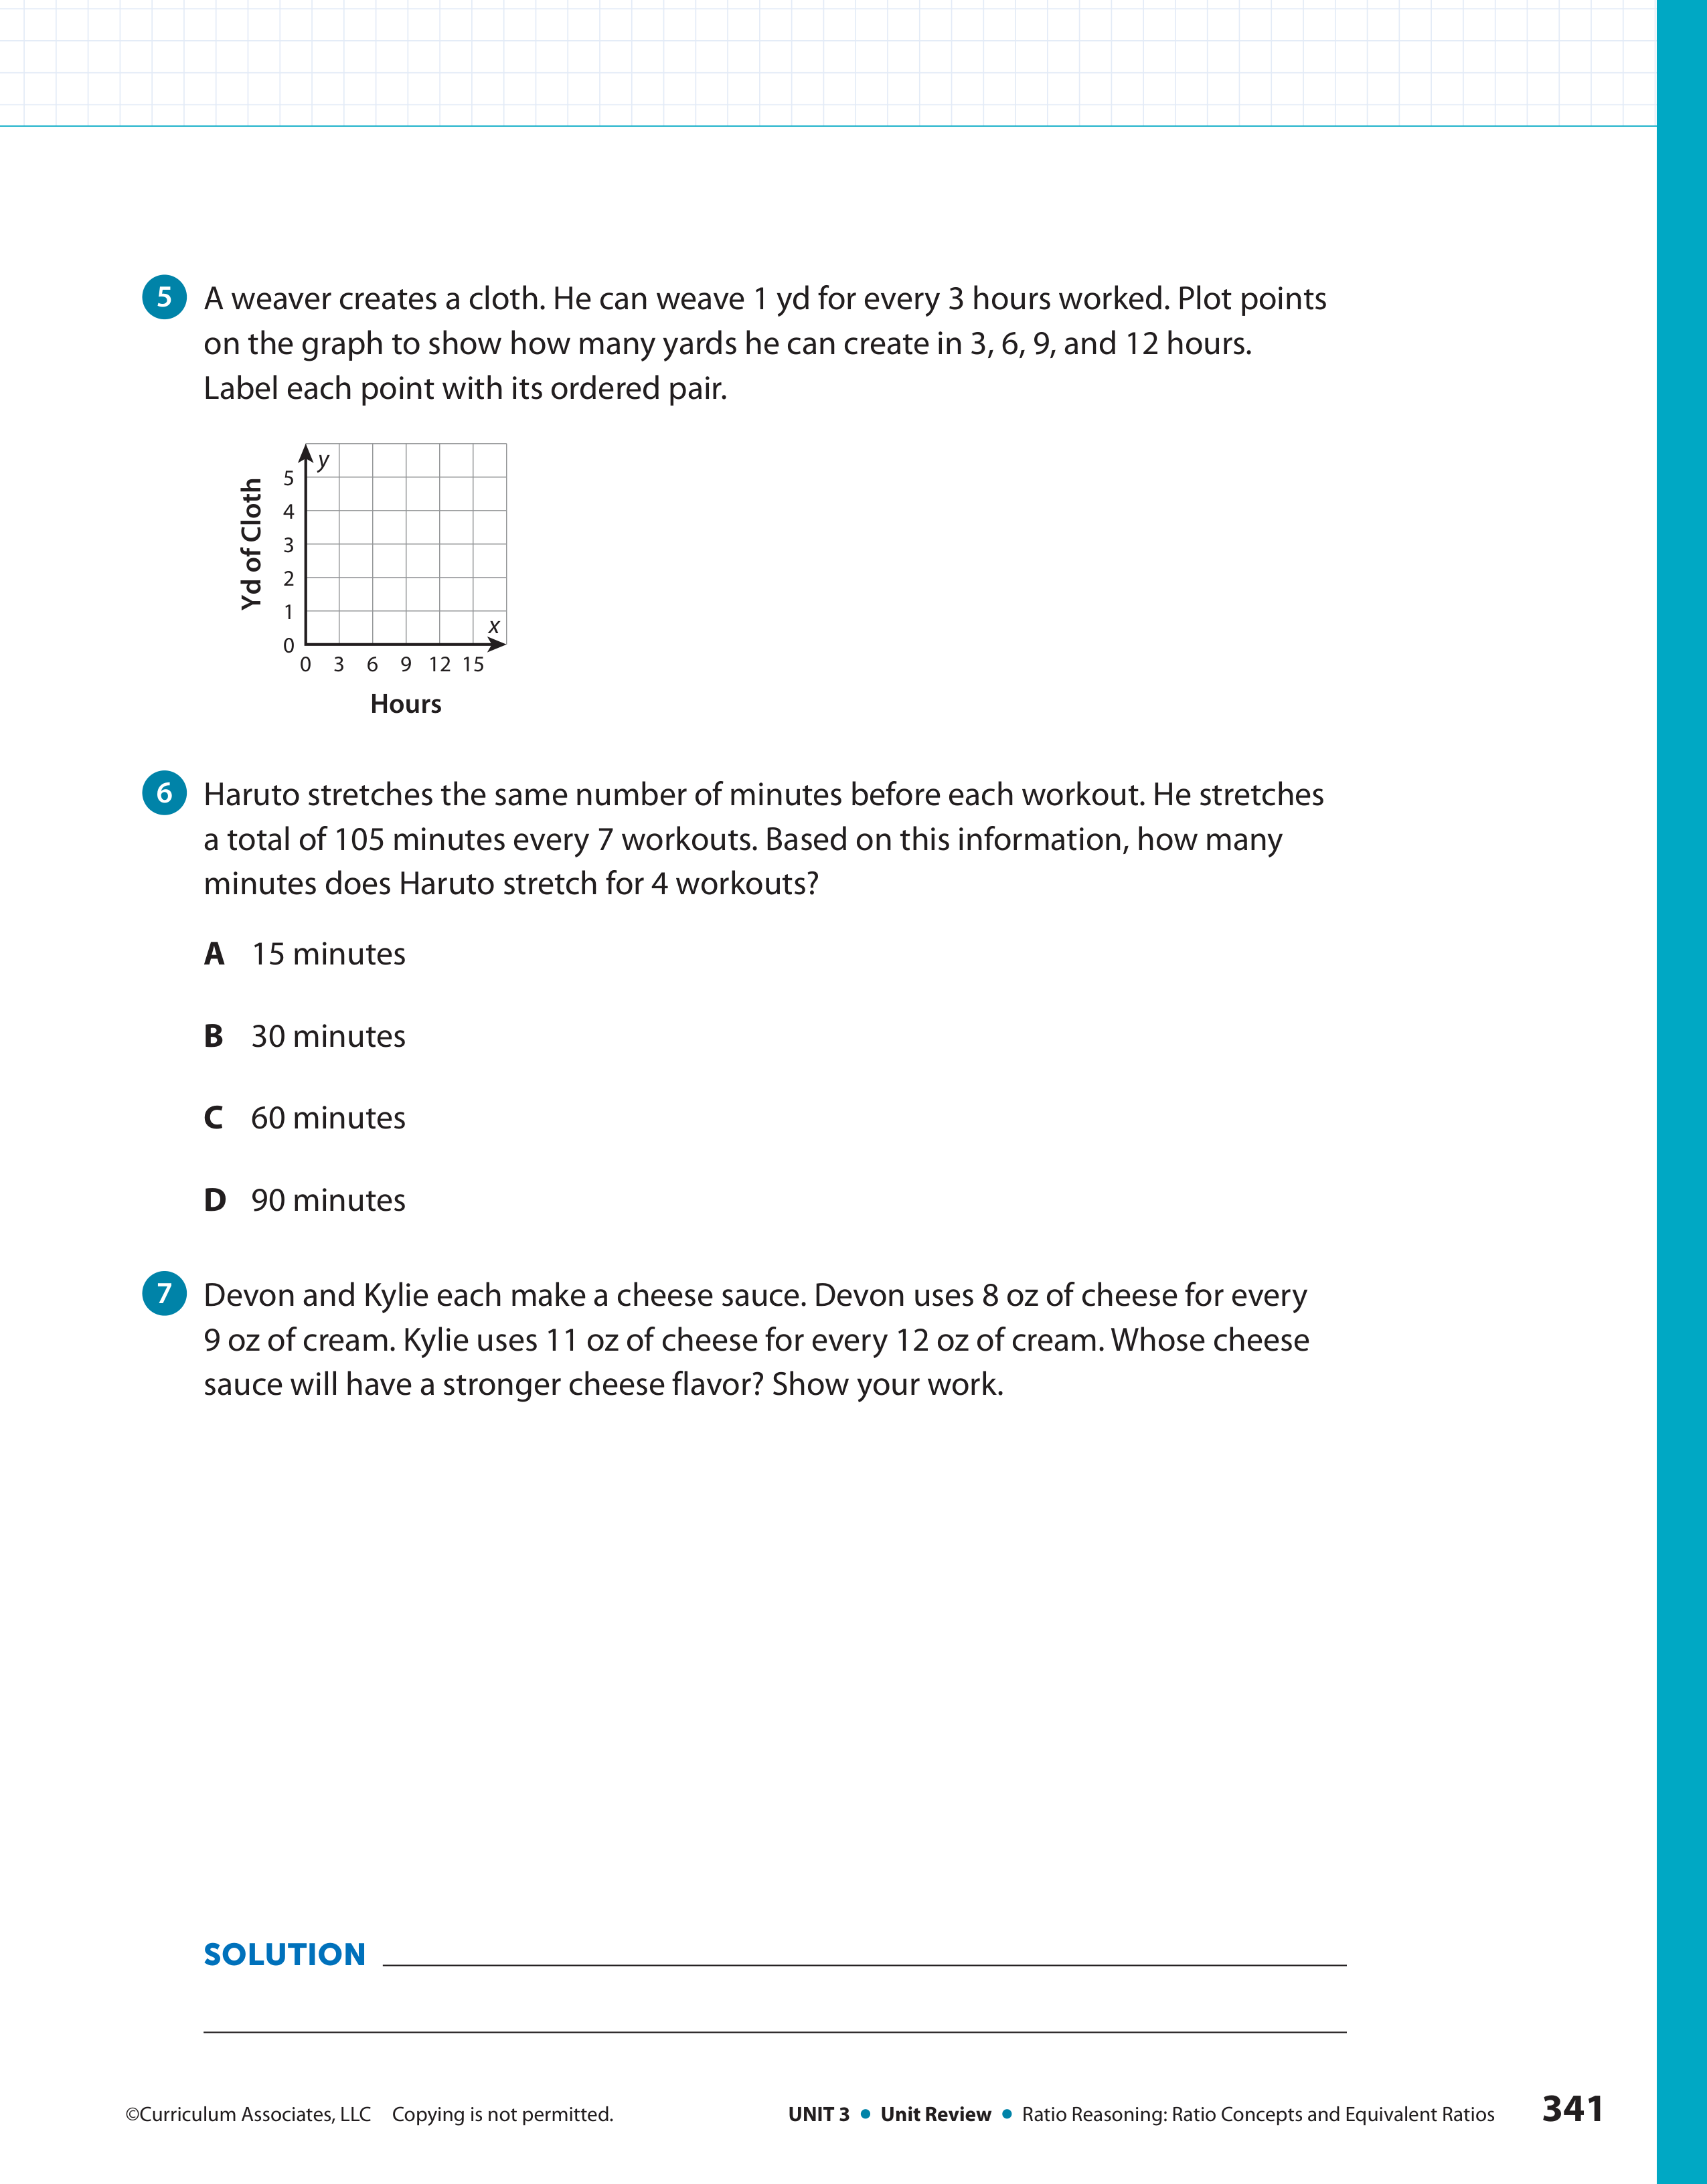 5 A weaver creates a cloth. He can weave 1 yd for every 3 hours worked. Plot points
on the graph to show how many yards he can create in 3, 6, 9, and 12 hours.
Label each point with its ordered pair.
y
5
4
3
2
1
0
Yd of Cloth
x
0 3 6 9 12 15
Hours
6 Haruto stretches the same number of minutes before each workout. He stretches
a total of 105 minutes every 7 workouts. Based on this information, how many
minutes does Haruto stretch for 4 workouts?
A 15 minutes
B 30 minutes
C 60 minutes
D 90 minutes
7 Devon and Kylie each make a cheese sauce. Devon uses 8 oz of cheese for every
9 oz of cream. Kylie uses 11 oz of cheese for every 12 oz of cream. Whose cheese
sauce will have a stronger cheese flavor? Show your work.
SOLUTION
©Curriculum Associates, LLC Copying is not permitted. UNIT 3 • Unit Review • Ratio Reasoning: Ratio Concepts and Equivalent Ratios 341